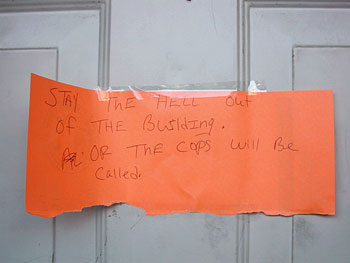 STAY THE HELL OUT
OF THE BUILDING.
OR THE COPS WILL BE
CALLED.